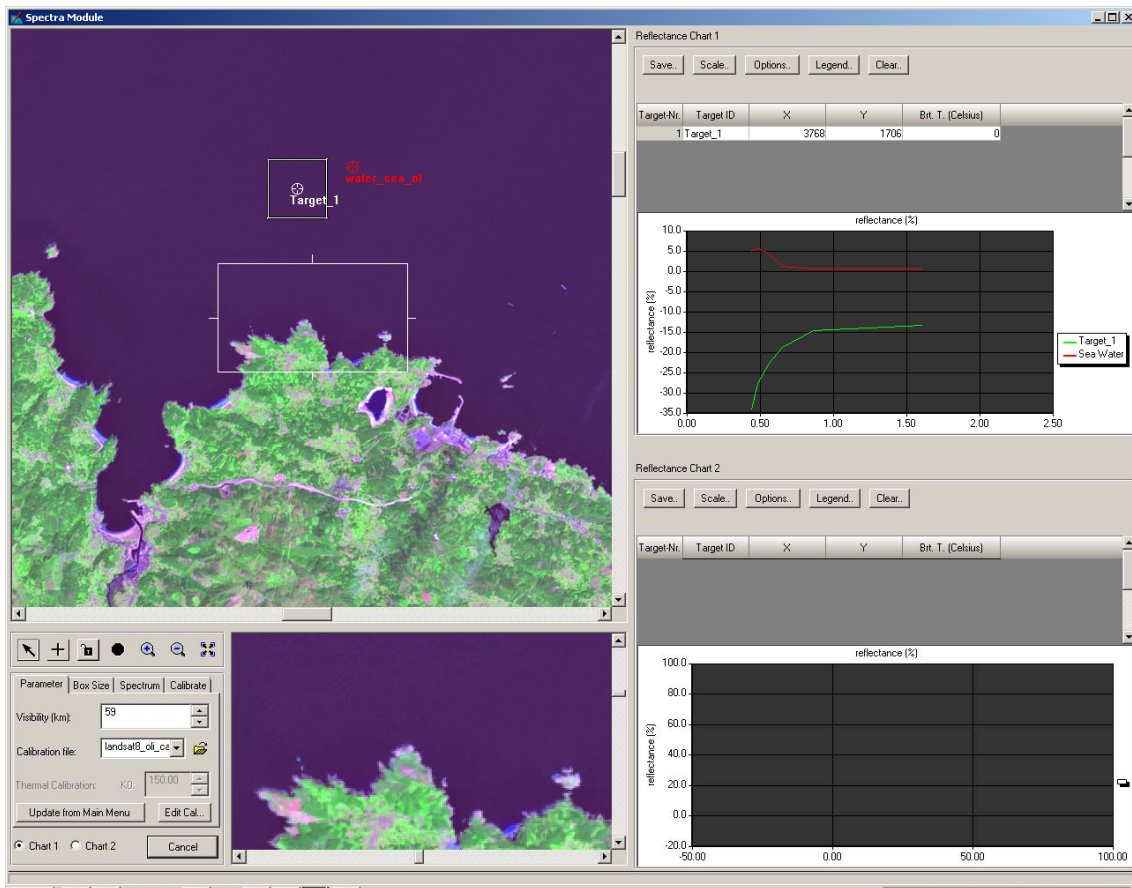 Spectra Module
water_sea_ol
Target_1
Reflectance Chart 1
Save.. Scale.. Options.. Legend.. Clear..
Target-Nr. Target ID X Y Brt. T. (Celsius)
1 Target_1 3768 1706 0
reflectance (%)
10.0
5.0
0.0
-5.0
-10.0
-15.0
-20.0
-25.0
-30.0
-35.0
reflectance (%)
0.00 0.50 1.00 1.50 2.00 2.50
Target_1
Sea Water
Reflectance Chart 2
Save.. Scale.. Options.. Legend.. Clear..
Target-Nr. Target ID X Y Brt. T. (Celsius)
reflectance (%)
100.0
80.0
60.0
40.0
20.0
0.0
-20.0
reflectance (%)
-50.00 0.00 50.00 100.00
Parameter Box Size Spectrum Calibrate
Visibility (km): 59
Calibration file: landsat8_oli_ca
Thermal Calibration: K0: 150.00
Update from Main Menu Edit Cal...
Chart 1 Chart 2 Cancel